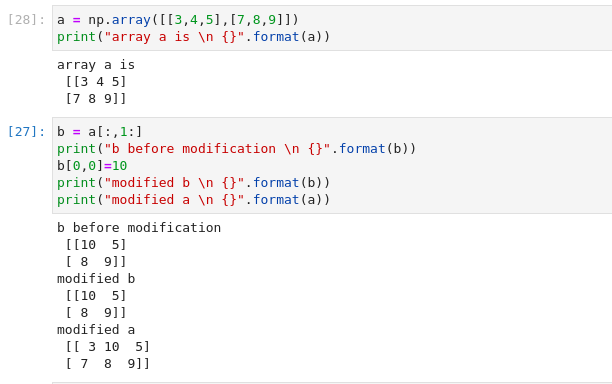 [28]: a = np.array([[3,4,5],[7,8,9]])
print("array a is \n {}".format(a))
array a is
 [[3 4 5]
 [7 8 9]]
[27]: b = a[:,1:]
print("b before modification \n {}".format(b))
b[0,0]=10
print("modified b \n {}".format(b))
print("modified a \n {}".format(a))
b before modification
 [[10  5]
 [ 8  9]]
modified b
 [[10  5]
 [ 8  9]]
modified a
 [[ 3 10  5]
 [ 7  8  9]]